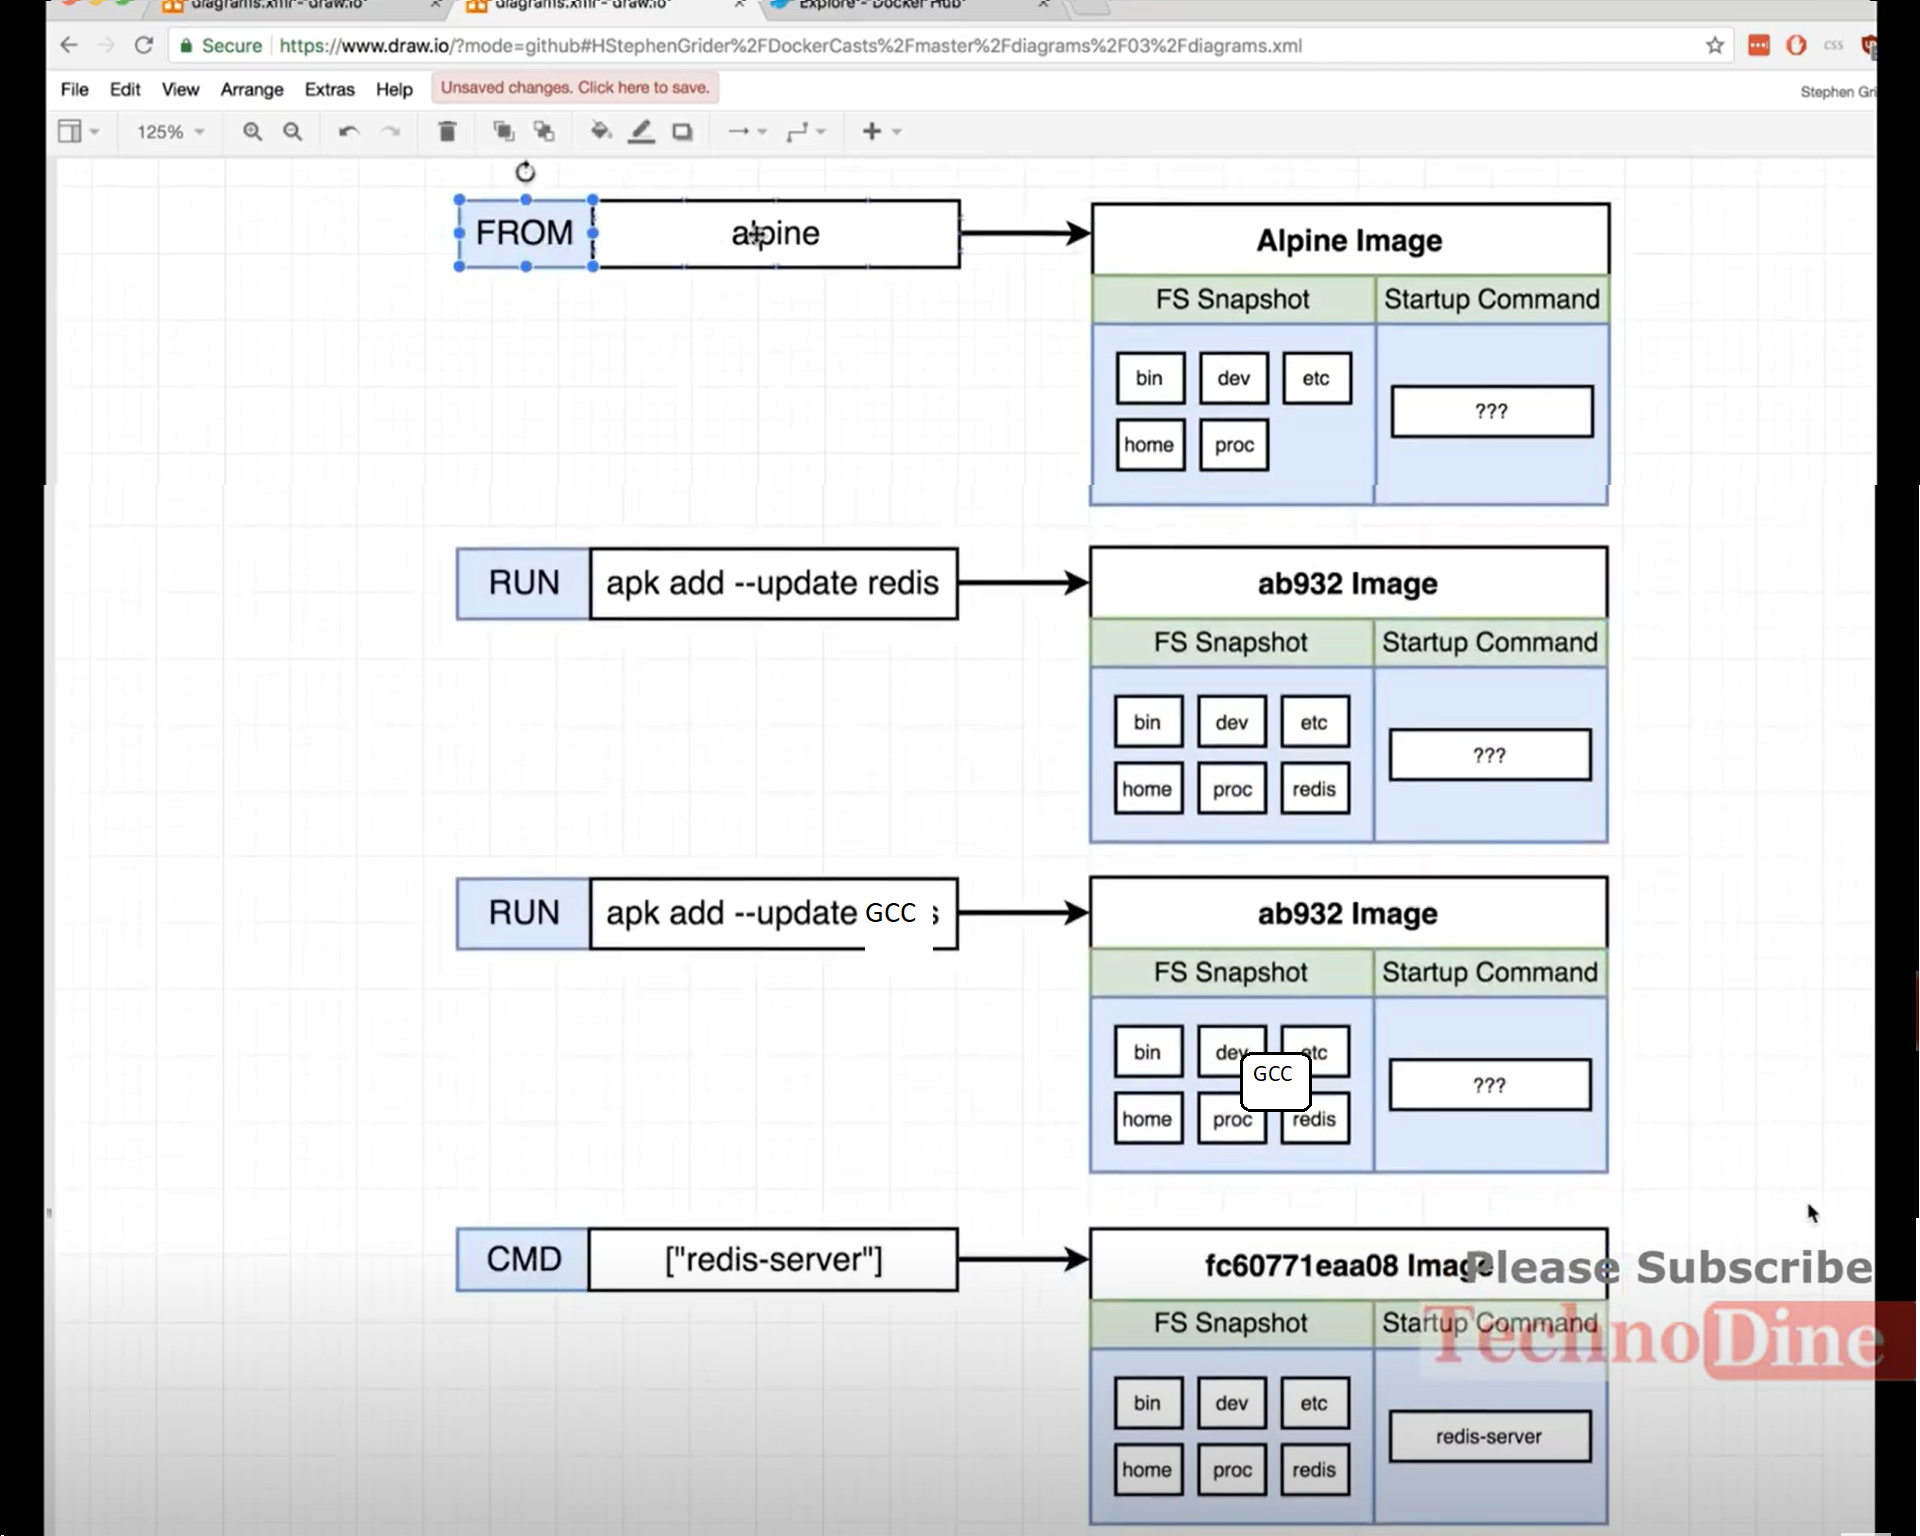 diagrams.xml - draw.io
diagrams.xml - draw.io
Explore - Docker Hub
Secure https://www.draw.io/?mode=github#HStephenGrider%2FDockerCasts%2Fmaster%2Fdiagrams%2F03%2Fdiagrams.xml
css
File Edit View Arrange Extras Help Unsaved changes. Click here to save.
Stephen Gri
125%
FROM alpine
Alpine Image
FS Snapshot Startup Command
bin dev etc
???
home proc
RUN apk add --update redis
ab932 Image
FS Snapshot Startup Command
bin dev etc
???
home proc redis
RUN apk add --update GCC s
ab932 Image
FS Snapshot Startup Command
bin dev etc
GCC
???
home proc redis
CMD ["redis-server"]
fc60771eaa08 Image
Please Subscribe
FS Snapshot Startup Command
TechnoDine
bin dev etc
redis-server
home proc redis